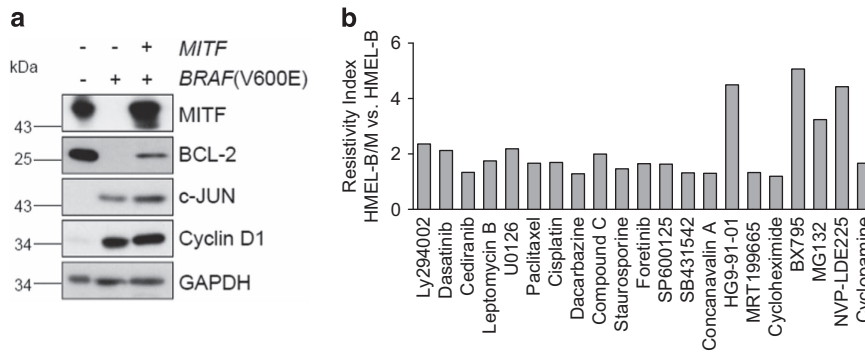 a
- - + MITF
kDa
- + + BRAF(V600E)
43 MITF
25 BCL-2
43 c-JUN
34 Cyclin D1
34 GAPDH
b
Resistivity Index
HMEL-B/M vs. HMEL-B
6
4
2
0
Ly294002
Dasatinib
Cediranib
Leptomycin B
U0126
Paclitaxel
Cisplatin
Dacarbazine
Compound C
Staurosporine
Foretinib
SP600125
SB431542
Concanavalin A
HG9-91-01
MRT199665
Cycloheximide
BX795
MG132
NVP-LDE225
Cyclopamine